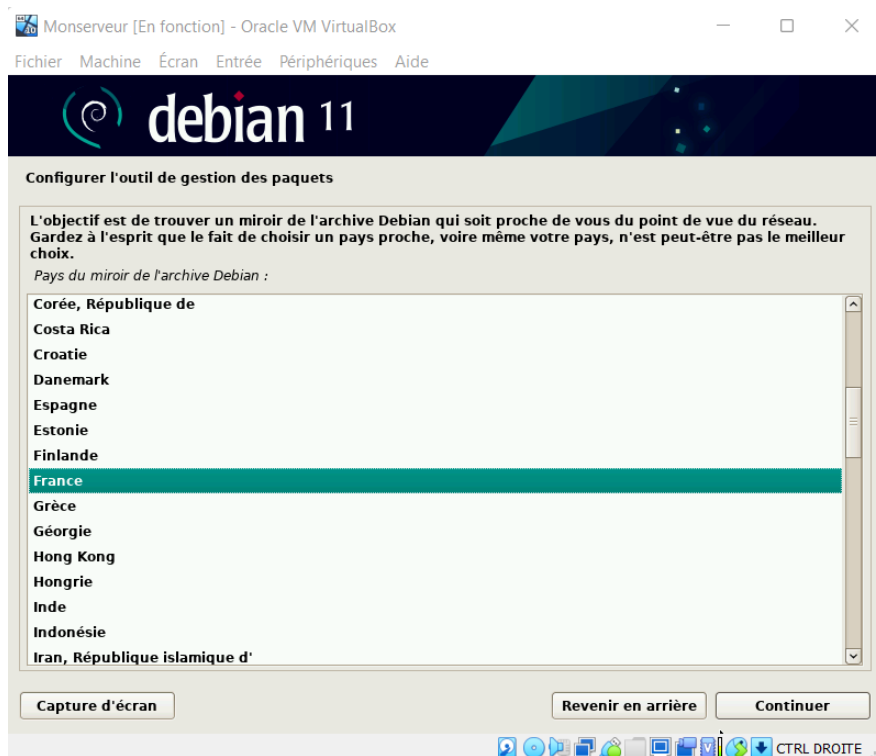 Monserveur [En fonction] - Oracle VM VirtualBox
Fichier Machine Écran Entrée Périphériques Aide
debian 11
Configurer l'outil de gestion des paquets
L'objectif est de trouver un miroir de l'archive Debian qui soit proche de vous du point de vue du réseau.
Gardez à l'esprit que le fait de choisir un pays proche, voire même votre pays, n'est peut-être pas le meilleur
choix.
Pays du miroir de l'archive Debian :
Corée, République de
Costa Rica
Croatie
Danemark
Espagne
Estonie
Finlande
France
Grèce
Géorgie
Hong Kong
Hongrie
Inde
Indonésie
Iran, République islamique d'
Capture d'écran Revenir en arrière Continuer
CTRL DROITE